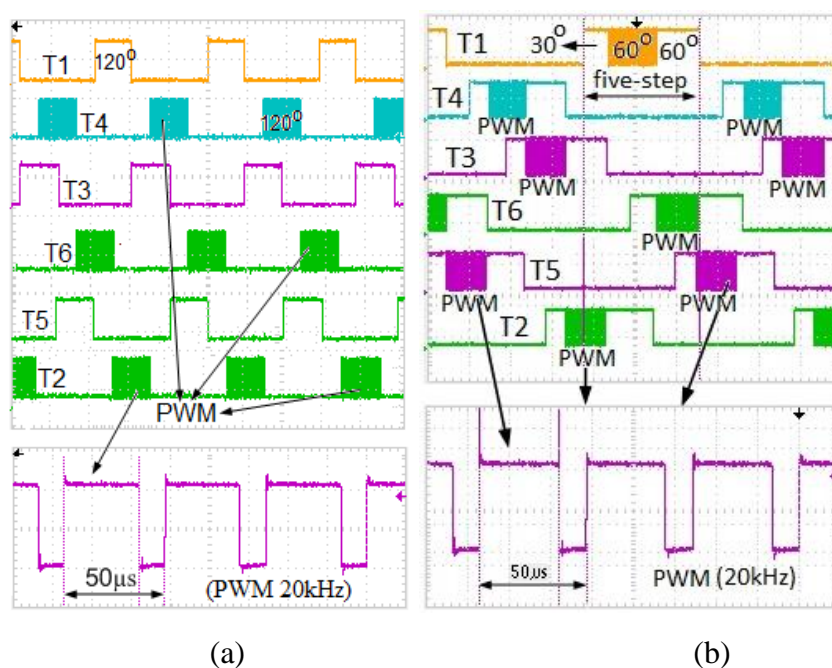 T1
120°
T4
120°
T3
T6
T5
T2
PWM
50µs
(PWM 20kHz)
(a)
T1
30°
60°
60°
five-step
T4
PWM
PWM
T3
PWM
PWM
T6
PWM
T5
PWM
PWM
T2
PWM
50µs
PWM (20kHz)
(b)